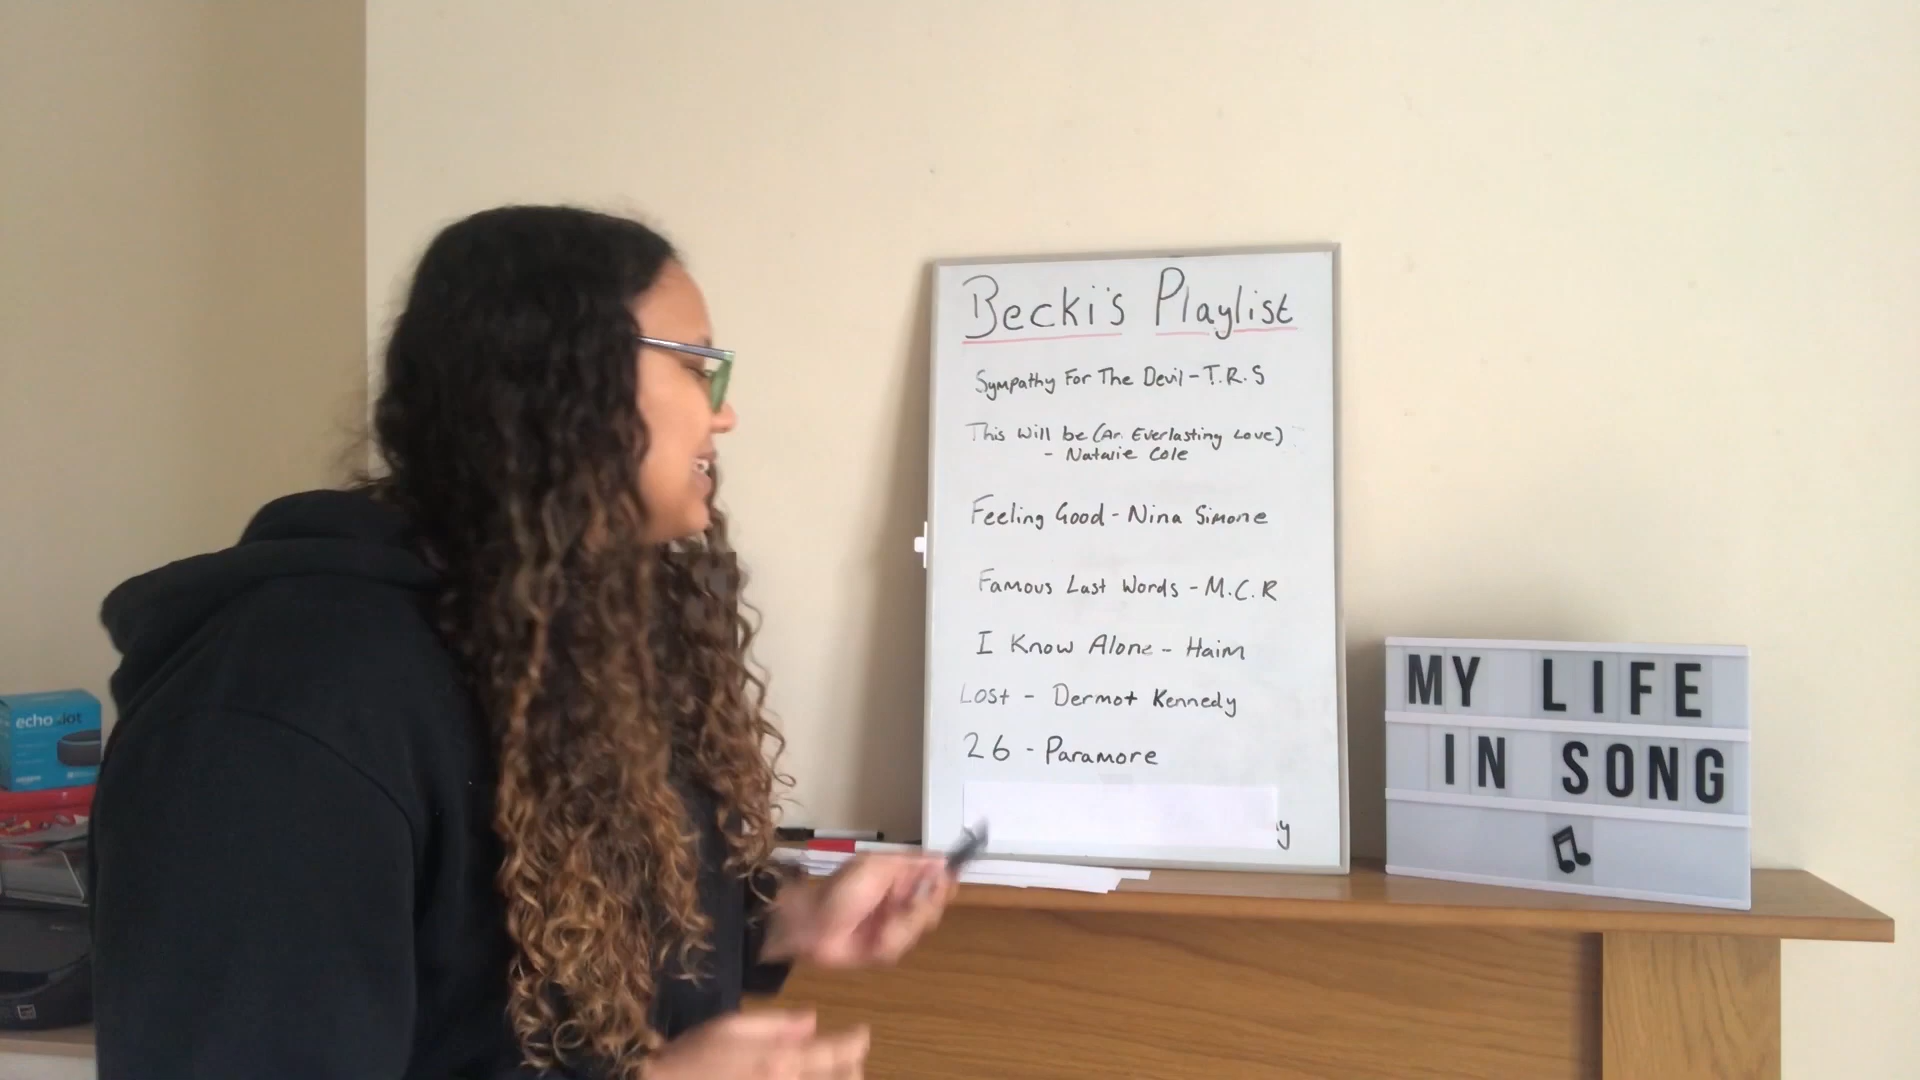 Becki's Playlist
Sympathy For The Devil - T.R.S
This Will be (An Everlasting Love)
- Natalie Cole
Feeling Good - Nina Simone
Famous Last Words - M.C.R
I Know Alone - Haim
Lost - Dermot Kennedy
26 - Paramore
y
MY LIFE
IN SONG
echo dot